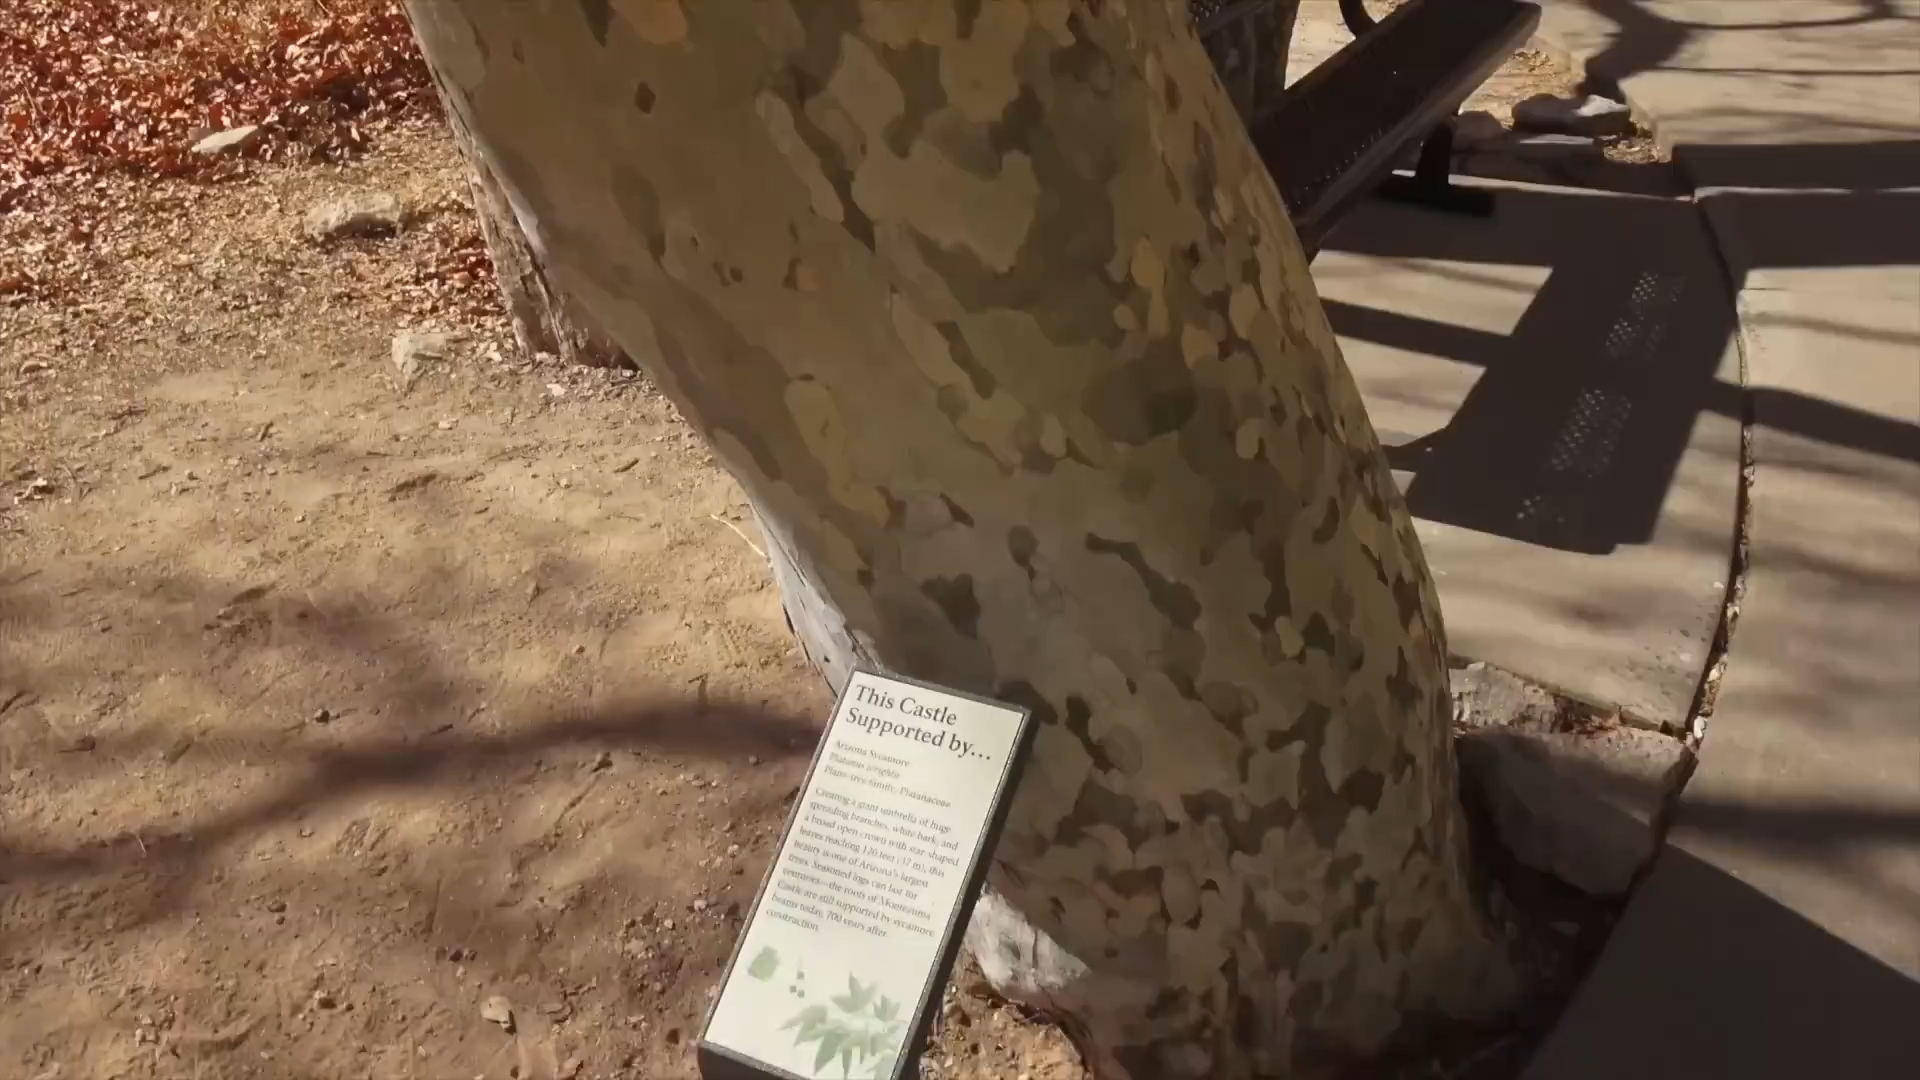 This Castle
Supported by...
Arizona Sycamore
Platanus wrightii
Plane-tree family, Platanaceae
Creating a giant umbrella of huge
spreading branches, white bark, and
a broad open crown with star-shaped
leaves reaching 120 feet (37 m), this
beauty is one of Arizona's largest
trees. Seasoned logs can last for
centuries—the roofs of Montezuma
Castle are still supported by sycamore
beams today, 700 years after
construction.